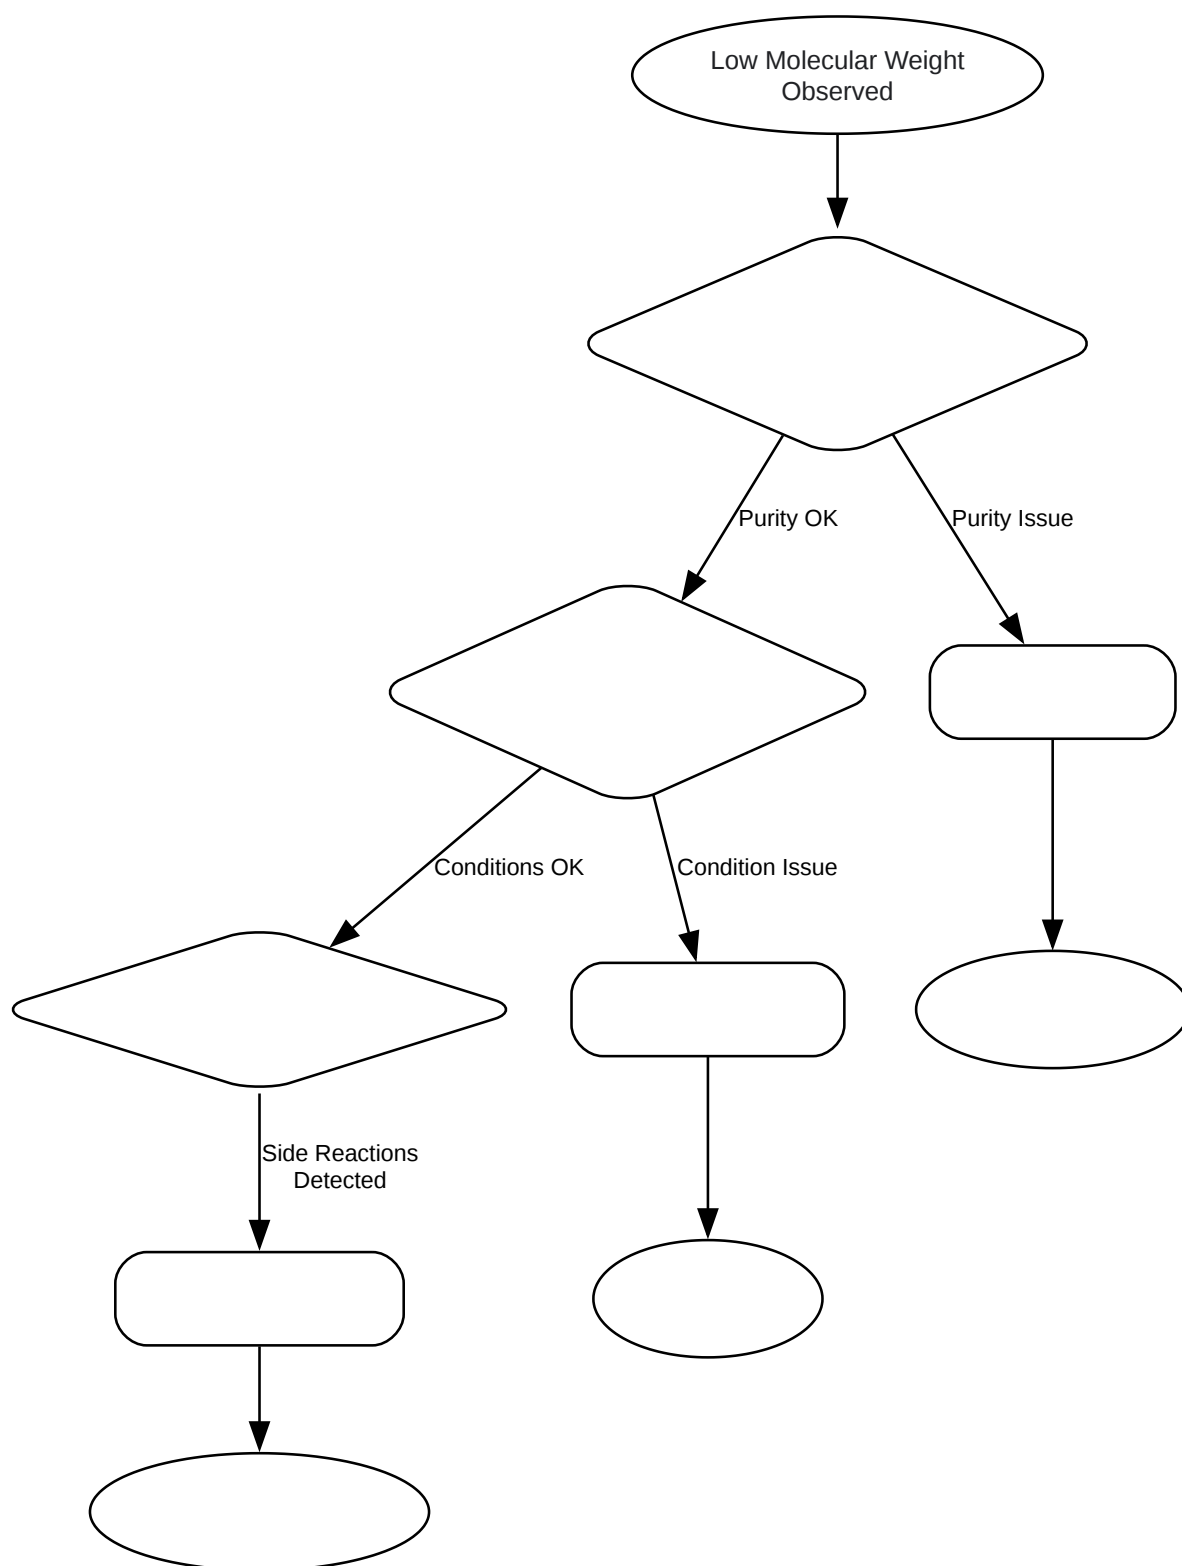 Low Molecular Weight
Observed
Purity OK
Purity Issue
Conditions OK
Condition Issue
Side Reactions
Detected